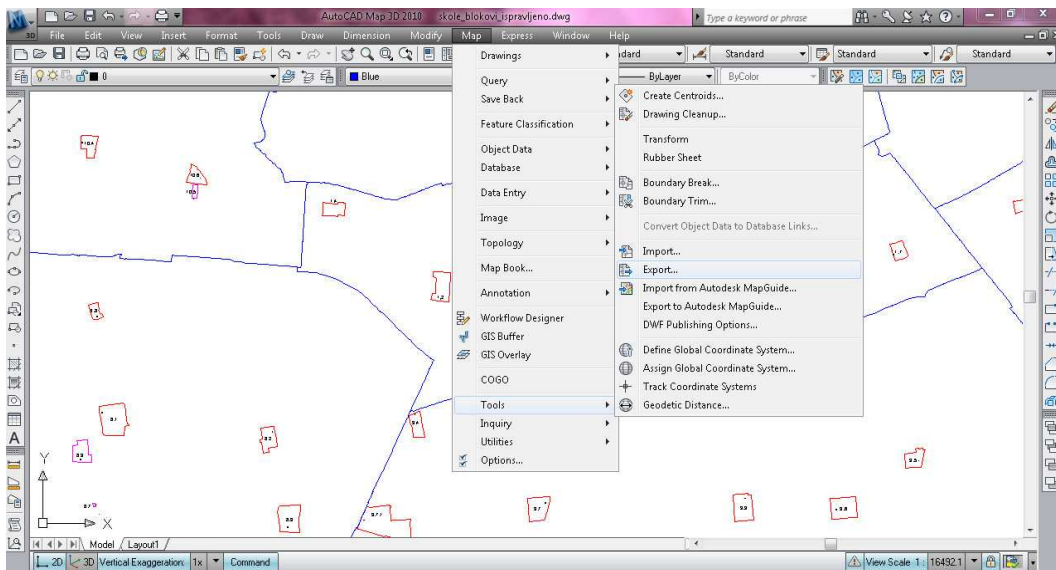 AutoCAD Map 3D 2010 skole_blokovi_ispravljeno.dwg
Type a keyword or phrase
3D
File Edit View Insert Format Tools Draw Dimension Modify Map Express Window Help
Standard Standard Standard
0
Blue
ByLayer
ByColor
Drawings
Query
Save Back
Feature Classification
Object Data
Database
Data Entry
Image
Topology
Map Book...
Annotation
Workflow Designer
GIS Buffer
GIS Overlay
COGO
Tools
Inquiry
Utilities
Options...
Create Centroids...
Drawing Cleanup...
Transform
Rubber Sheet
Boundary Break...
Boundary Trim...
Convert Object Data to Database Links...
Import...
Export...
Import from Autodesk MapGuide...
Export to Autodesk MapGuide...
DWF Publishing Options...
Define Global Coordinate System...
Assign Global Coordinate System...
Track Coordinate Systems
Geodetic Distance...
Y
X
Model Layout1
2D 3D Vertical Exaggeration: 1x Command
View Scale 1 : 16492.1